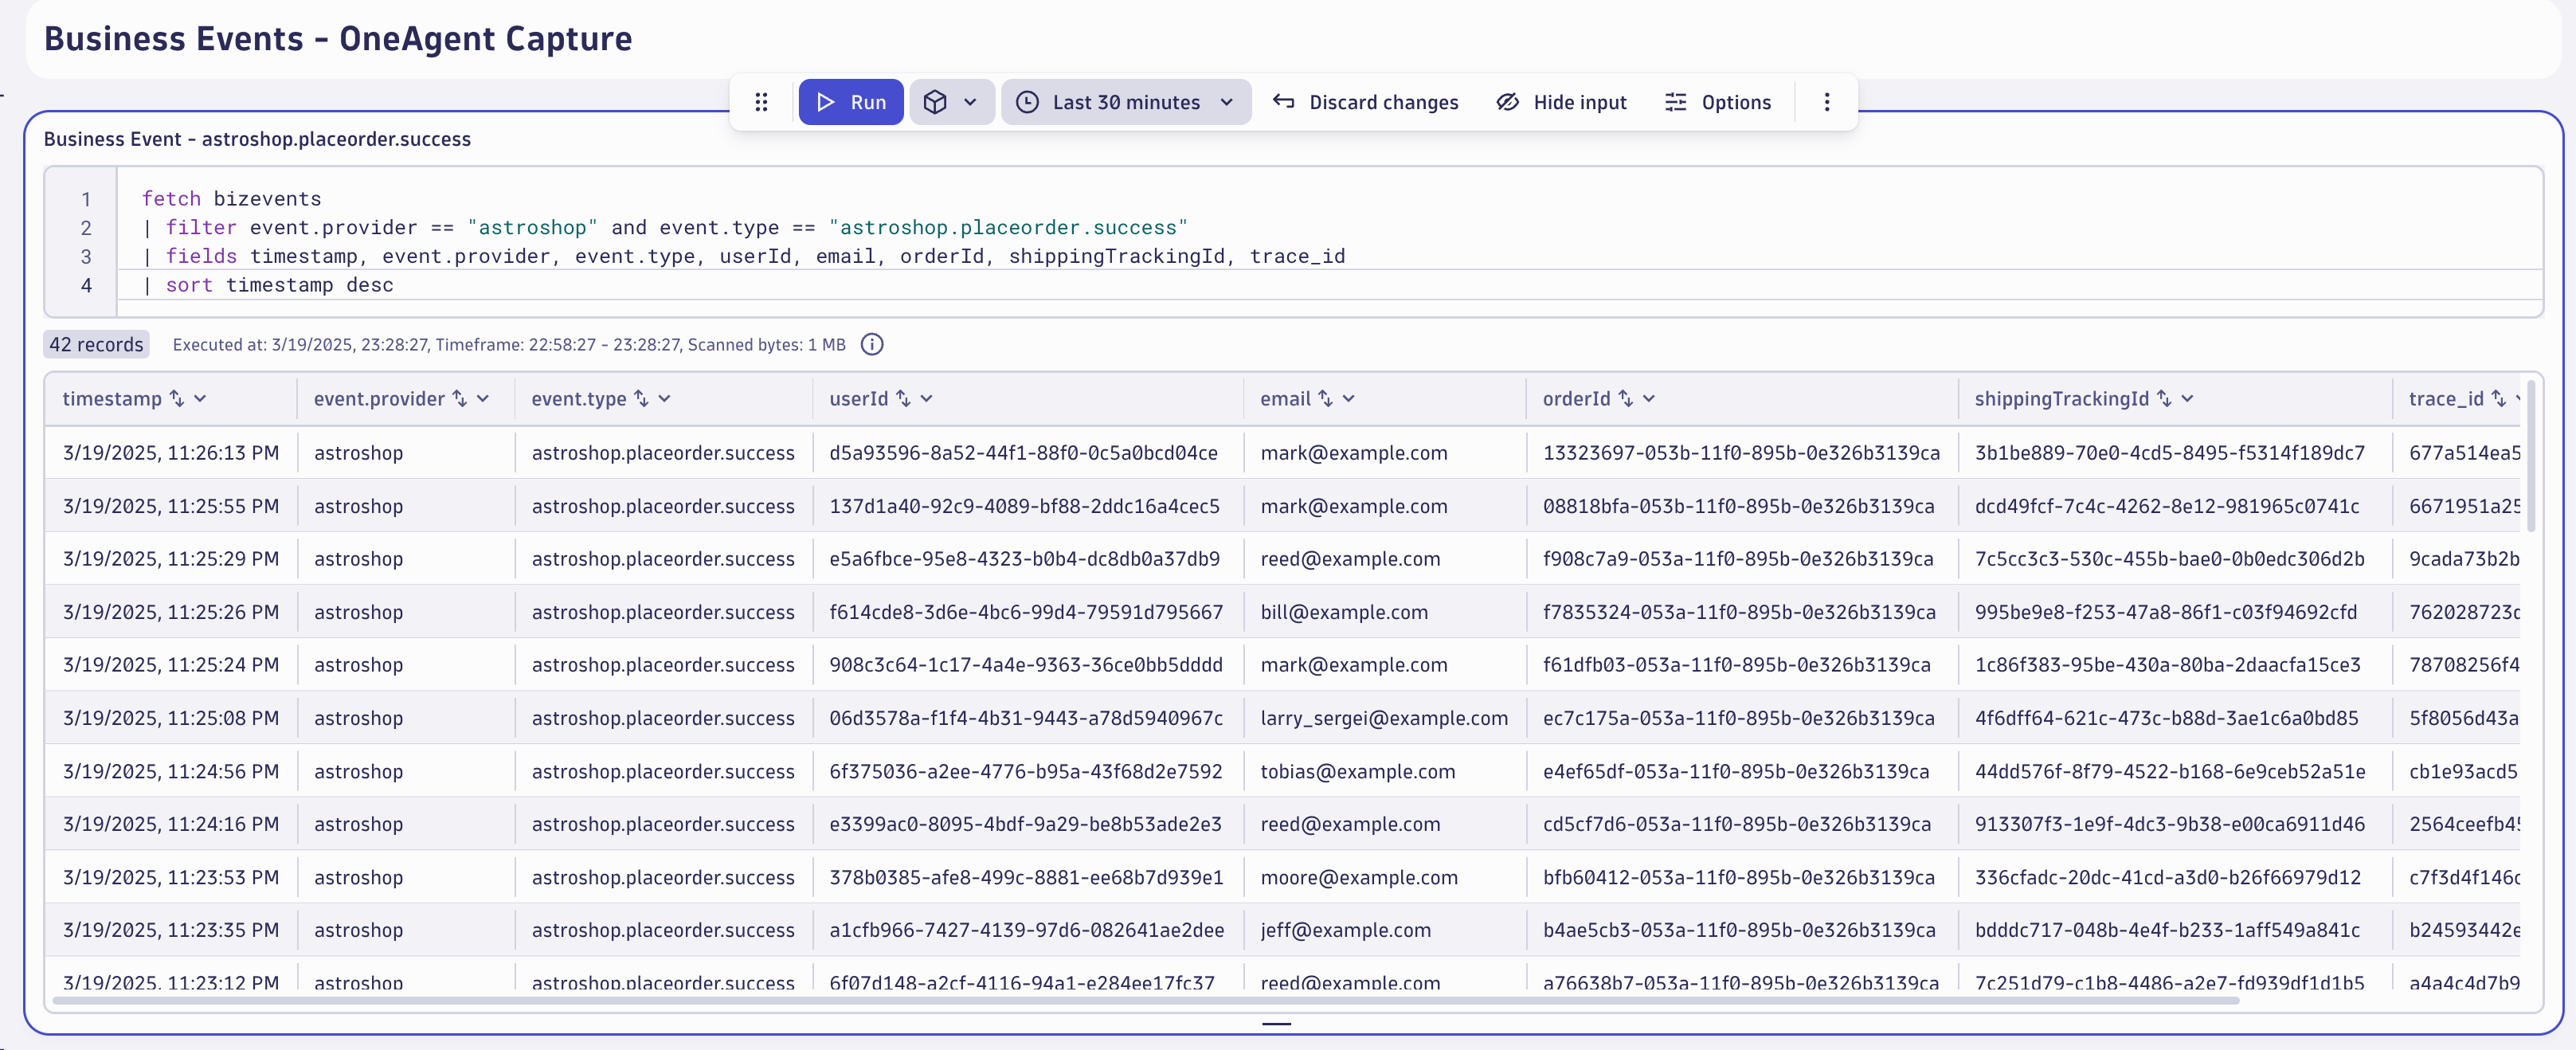 Business Events - OneAgent Capture
Run
Last 30 minutes
Discard changes
Hide input
Options
Business Event - astroshop.placeorder.success
1 fetch bizevents
2 | filter event.provider == "astroshop" and event.type == "astroshop.placeorder.success"
3 | fields timestamp, event.provider, event.type, userId, email, orderId, shippingTrackingId, trace_id
4 | sort timestamp desc
42 records Executed at: 3/19/2025, 23:28:27, Timeframe: 22:58:27 - 23:28:27, Scanned bytes: 1 MB
timestamp event.provider event.type userId email orderId shippingTrackingId trace_id
3/19/2025, 11:26:13 PM astroshop astroshop.placeorder.success d5a93596-8a52-44f1-88f0-0c5a0bcd04ce mark@example.com 13323697-053b-11f0-895b-0e326b3139ca 3b1be889-70e0-4cd5-8495-f5314f189dc7 677a514ea5
3/19/2025, 11:25:55 PM astroshop astroshop.placeorder.success 137d1a40-92c9-4089-bf88-2ddc16a4cec5 mark@example.com 08818bfa-053b-11f0-895b-0e326b3139ca dcd49fcf-7c4c-4262-8e12-981965c0741c 6671951a25
3/19/2025, 11:25:29 PM astroshop astroshop.placeorder.success e5a6fbce-95e8-4323-b0b4-dc8db0a37db9 reed@example.com f908c7a9-053a-11f0-895b-0e326b3139ca 7c5cc3c3-530c-455b-bae0-0b0edc306d2b 9cada73b2b
3/19/2025, 11:25:26 PM astroshop astroshop.placeorder.success f614cde8-3d6e-4bc6-99d4-79591d795667 bill@example.com f7835324-053a-11f0-895b-0e326b3139ca 995be9e8-f253-47a8-86f1-c03f94692cfd 762028723c
3/19/2025, 11:25:24 PM astroshop astroshop.placeorder.success 908c3c64-1c17-4a4e-9363-36ce0bb5dddd mark@example.com f61dfb03-053a-11f0-895b-0e326b3139ca 1c86f383-95be-430a-80ba-2daacfa15ce3 78708256f4
3/19/2025, 11:25:08 PM astroshop astroshop.placeorder.success 06d3578a-f1f4-4b31-9443-a78d5940967c larry_sergei@example.com ec7c175a-053a-11f0-895b-0e326b3139ca 4f6dff64-621c-473c-b88d-3ae1c6a0bd85 5f8056d43a
3/19/2025, 11:24:56 PM astroshop astroshop.placeorder.success 6f375036-a2ee-4776-b95a-43f68d2e7592 tobias@example.com e4ef65df-053a-11f0-895b-0e326b3139ca 44dd576f-8f79-4522-b168-6e9ceb52a51e cb1e93acd5
3/19/2025, 11:24:16 PM astroshop astroshop.placeorder.success e3399ac0-8095-4bdf-9a29-be8b53ade2e3 reed@example.com cd5cf7d6-053a-11f0-895b-0e326b3139ca 913307f3-1e9f-4dc3-9b38-e00ca6911d46 2564ceefb45
3/19/2025, 11:23:53 PM astroshop astroshop.placeorder.success 378b0385-afe8-499c-8881-ee68b7d939e1 moore@example.com bfb60412-053a-11f0-895b-0e326b3139ca 336cfadc-20dc-41cd-a3d0-b26f66979d12 c7f3d4f146c
3/19/2025, 11:23:35 PM astroshop astroshop.placeorder.success a1cfb966-7427-4139-97d6-082641ae2dee jeff@example.com b4ae5cb3-053a-11f0-895b-0e326b3139ca bdddc717-048b-4e4f-b233-1aff549a841c b24593442e
3/19/2025, 11:23:12 PM astroshop astroshop.placeorder.success 6f07d148-a2cf-4116-94a1-e284ee17fc37 reed@example.com a76638b7-053a-11f0-895b-0e326b3139ca 7c251d79-c1b8-4486-a2e7-fd939df1d1b5 a4a4c4d7b9